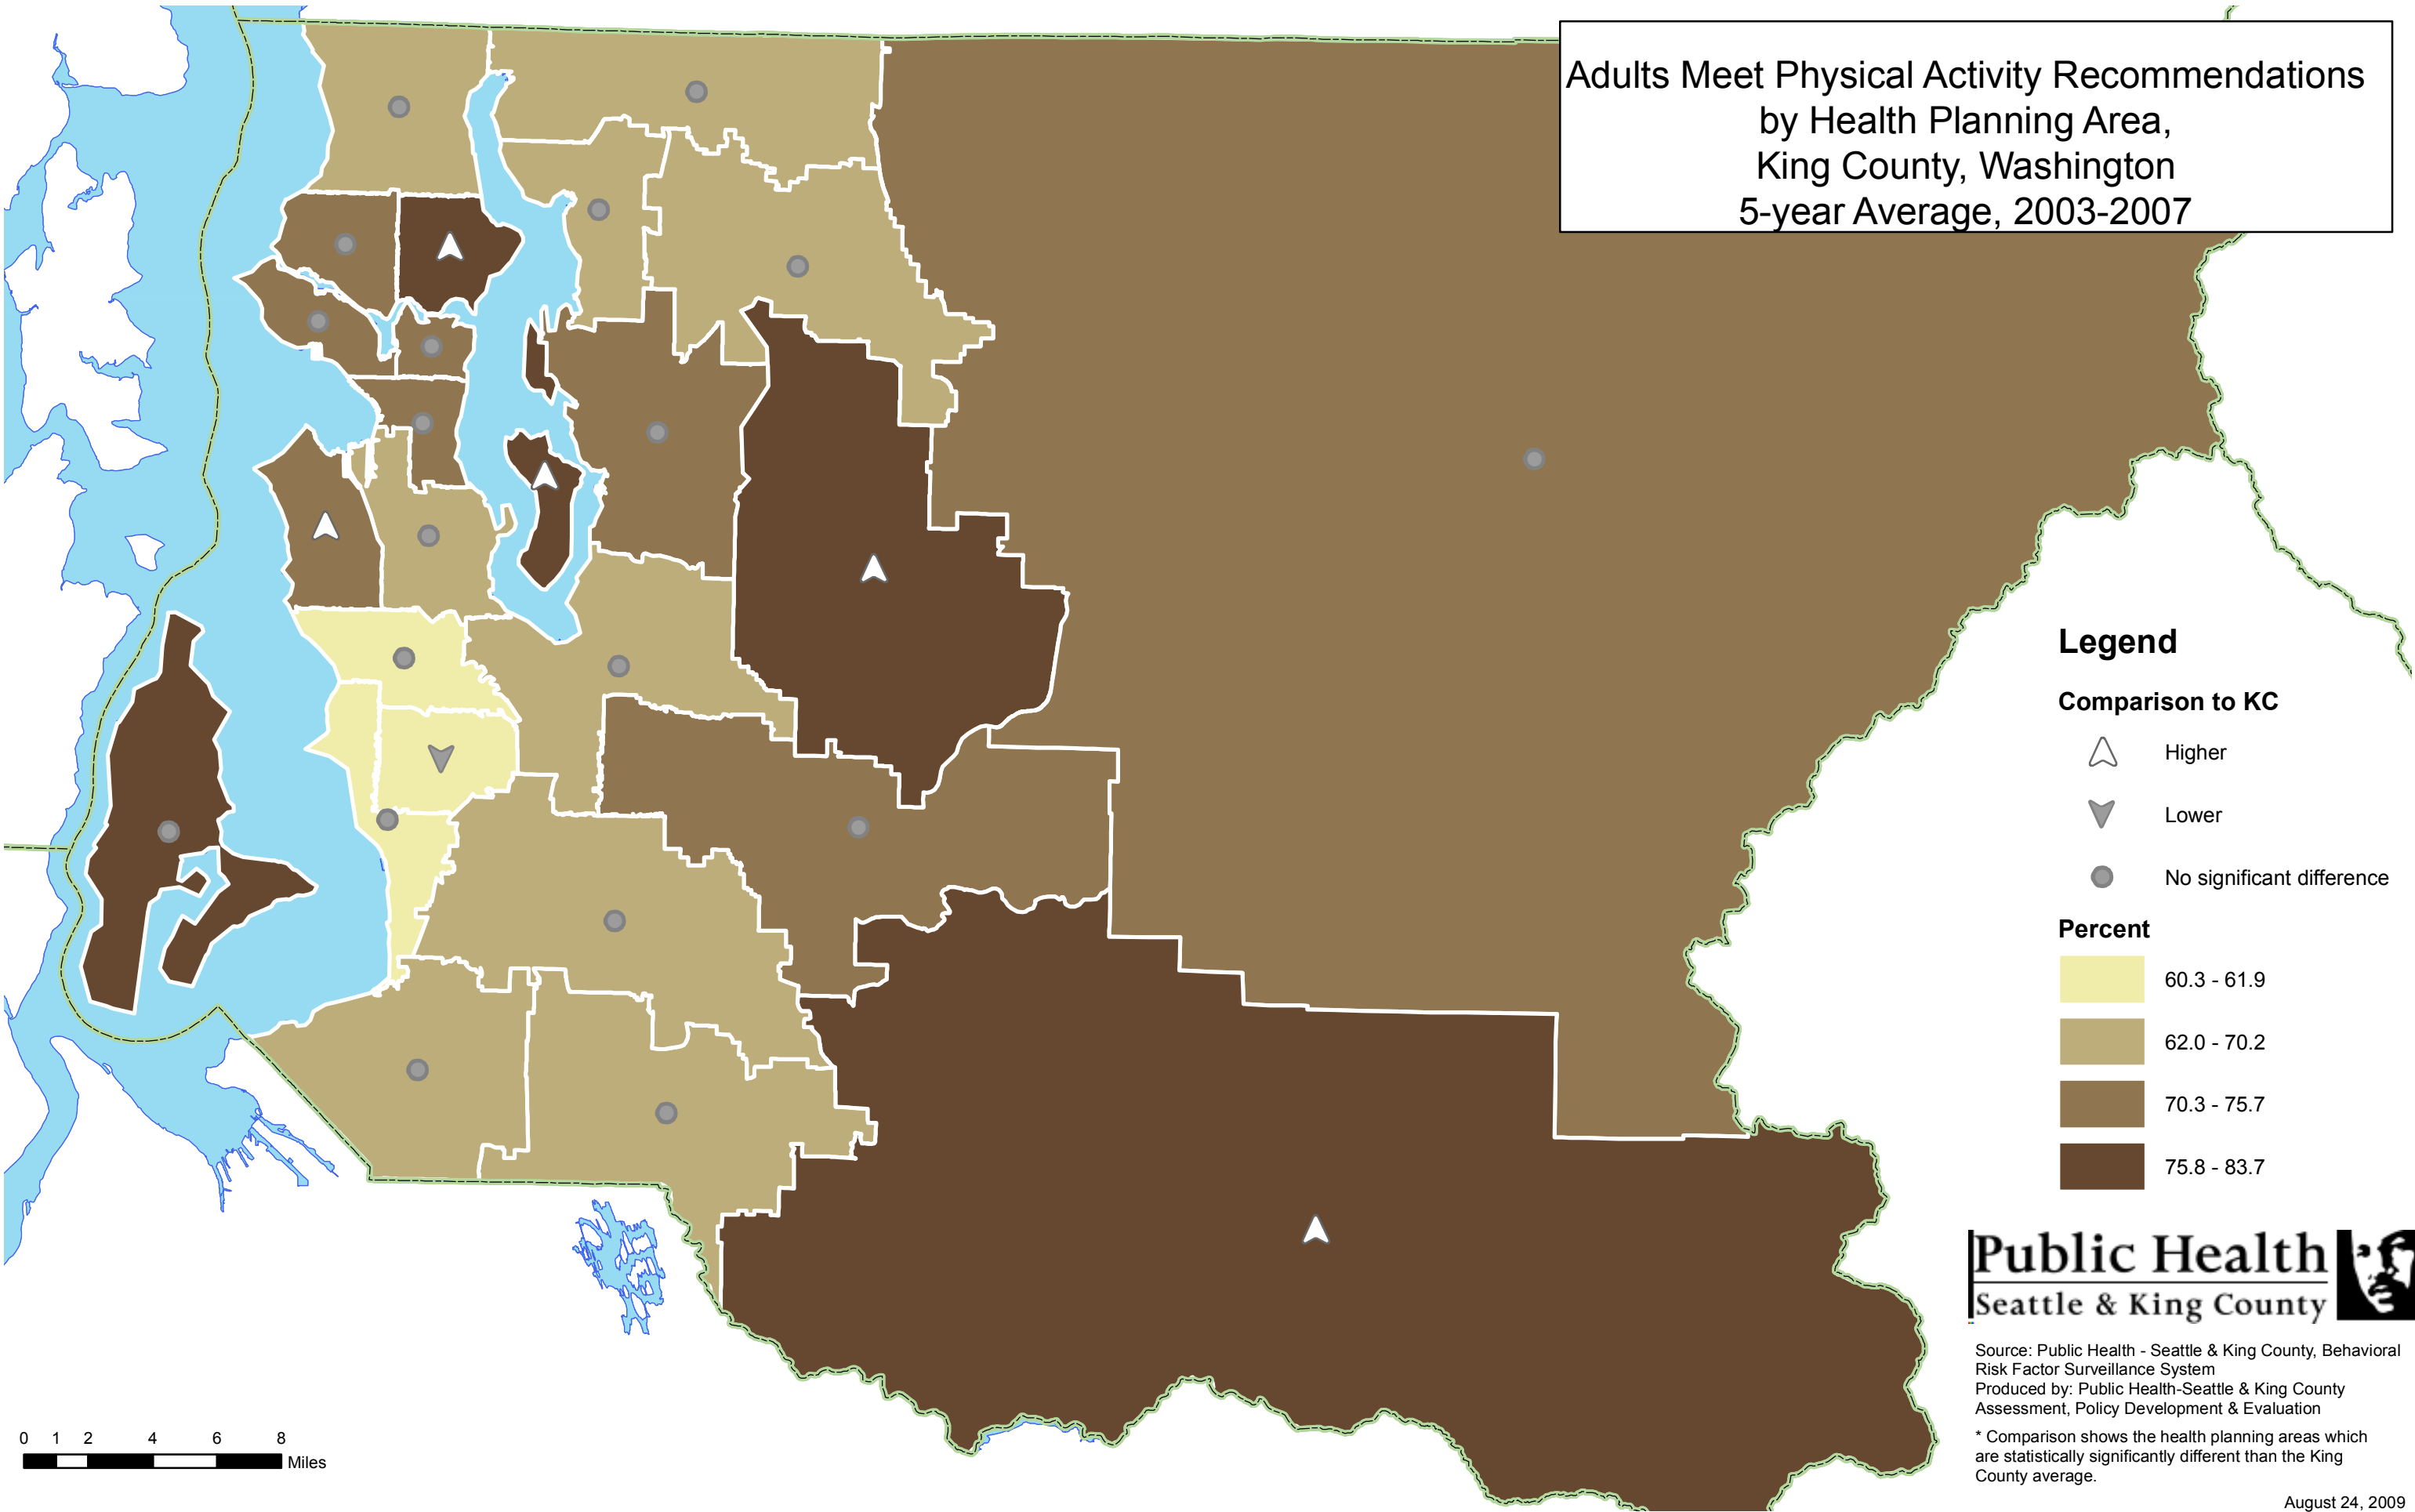 Adults Meet Physical Activity Recommendations
by Health Planning Area,
King County, Washington
5-year Average, 2003-2007
Legend
Comparison to KC
Higher
Lower
No significant difference
Percent
60.3 - 61.9
62.0 - 70.2
70.3 - 75.7
75.8 - 83.7
Public Health
Seattle & King County
Source: Public Health - Seattle & King County, Behavioral
Risk Factor Surveillance System
Produced by: Public Health-Seattle & King County
Assessment, Policy Development & Evaluation
* Comparison shows the health planning areas which
are statistically significantly different than the King
County average.
August 24, 2009
0 1 2 4 6 8
Miles